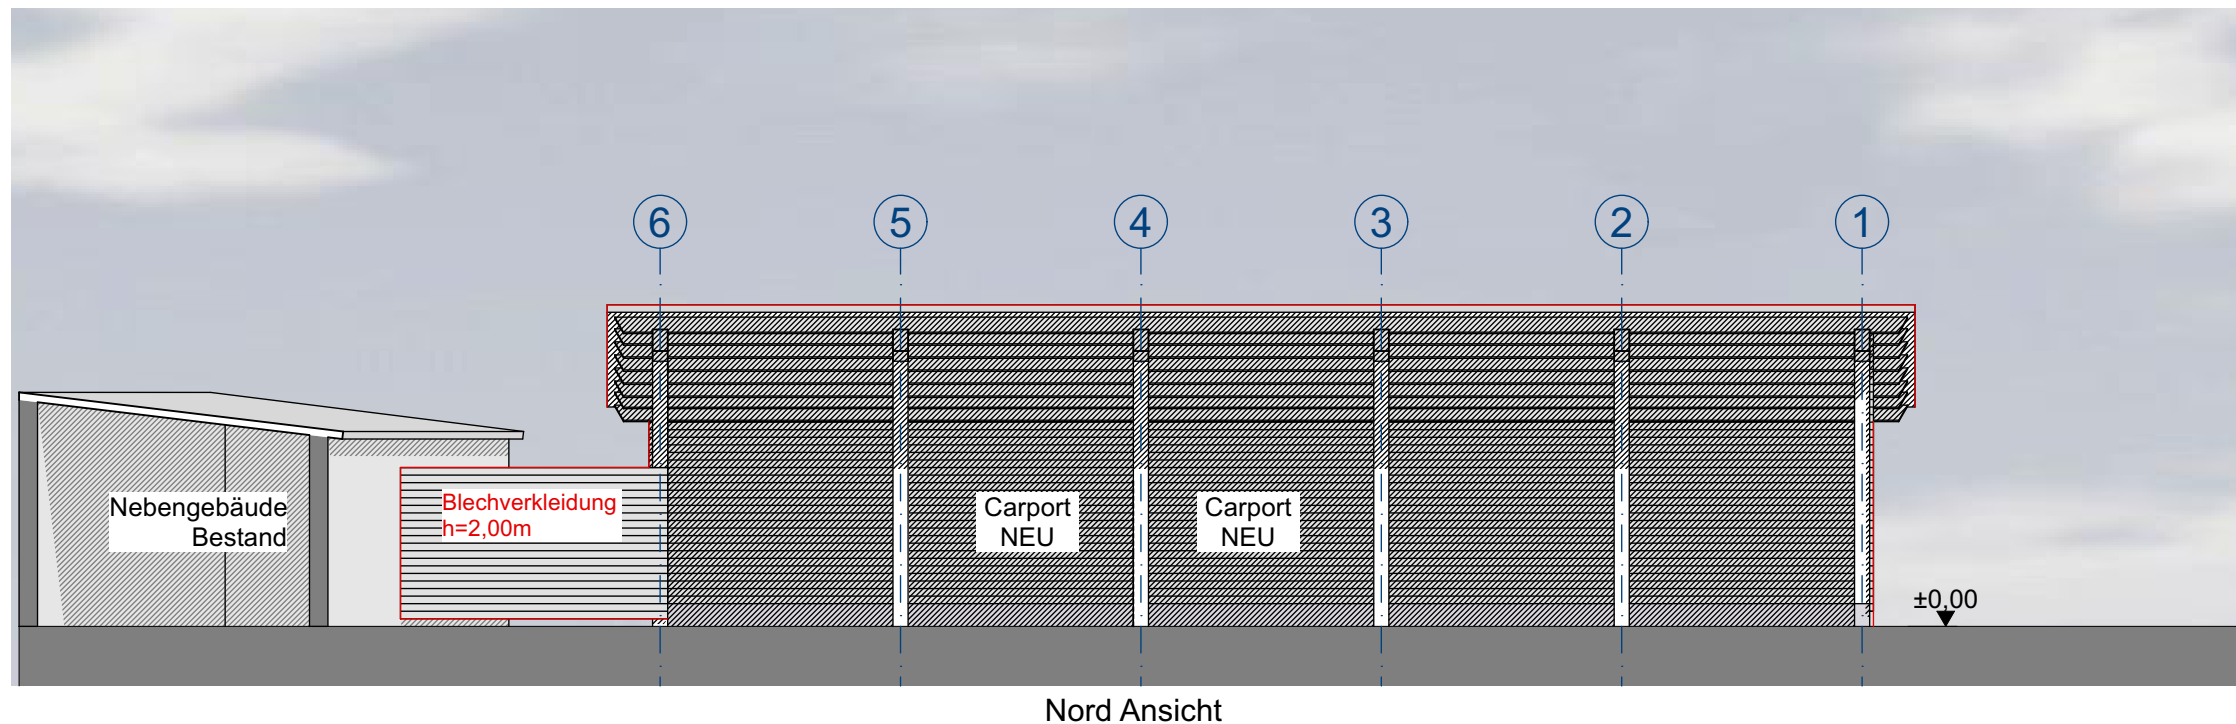 6 5 4 3 2 1
Nebengebäude
Bestand
Blechverkleidung
h=2,00m
Carport
NEU
Carport
NEU
±0,00
Nord Ansicht